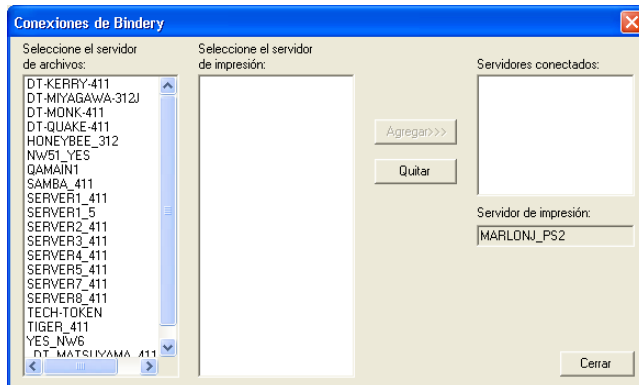 Conexiones de Bindery
Seleccione el servidor
de archivos:
DT-KERRY-411
DT-MIYAGAWA-312J
DT-MONK-411
DT-QUAKE-411
HONEYBEE_312
NW51_YES
QAMAIN1
SAMBA_411
SERVER1_411
SERVER1_5
SERVER2_411
SERVER3_411
SERVER4_411
SERVER5_411
SERVER7_411
SERVER8_411
TECH-TOKEN
TIGER_411
YES_NW6
_DT_MATSUYAMA_411
Seleccione el servidor
de impresión:
Agregar>>>
Quitar
Servidores conectados:
Servidor de impresión:
MARLONJ_PS2
Cerrar